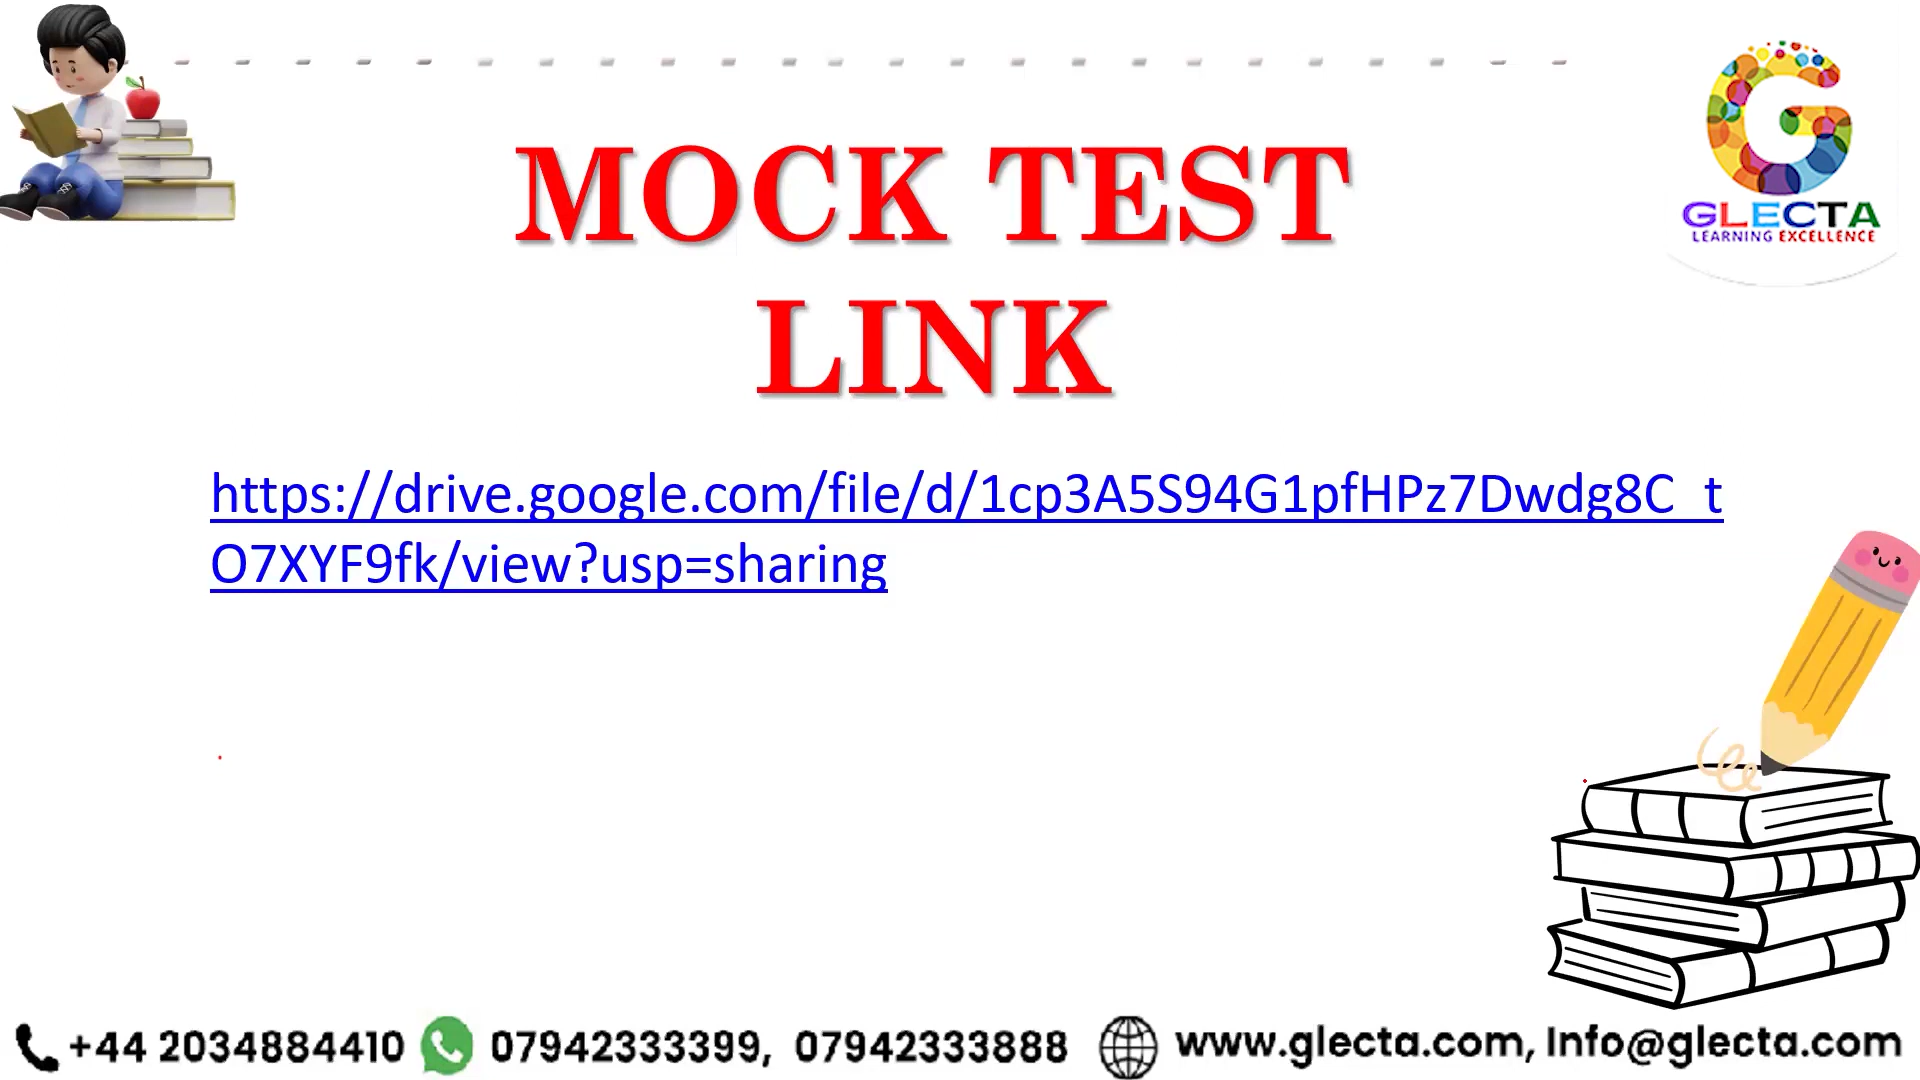 MOCK TEST
LINK
GLECTA
LEARNING EXCELLENCE
https://drive.google.com/file/d/1cp3A5S94G1pfHPz7Dwdg8C_t
O7XYF9fk/view?usp=sharing
+44 2034884410 07942333399, 07942333888 www.glecta.com, Info@glecta.com